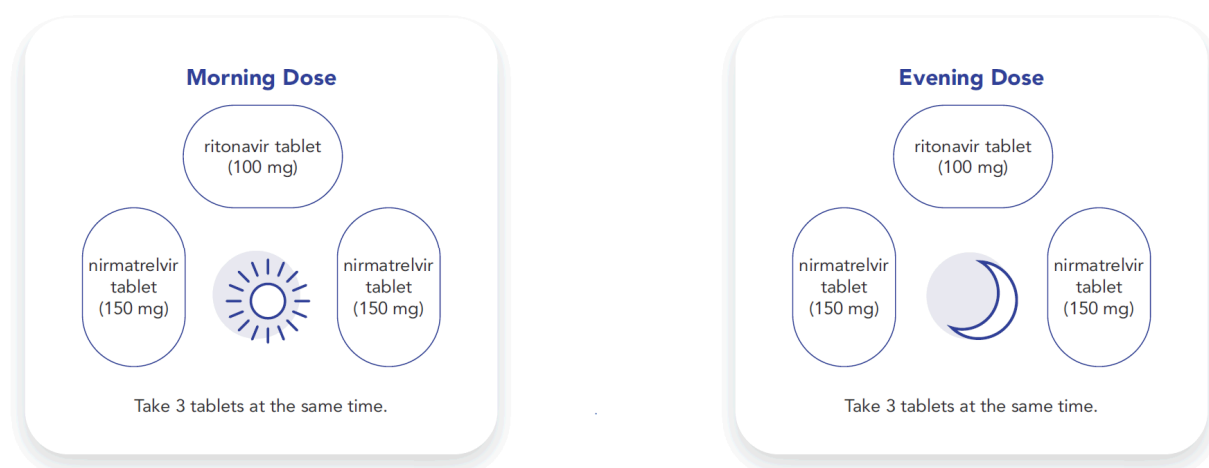 Morning Dose
ritonavir tablet
(100 mg)
nirmatrelvir
tablet
(150 mg)
nirmatrelvir
tablet
(150 mg)
Take 3 tablets at the same time.
Evening Dose
ritonavir tablet
(100 mg)
nirmatrelvir
tablet
(150 mg)
nirmatrelvir
tablet
(150 mg)
Take 3 tablets at the same time.